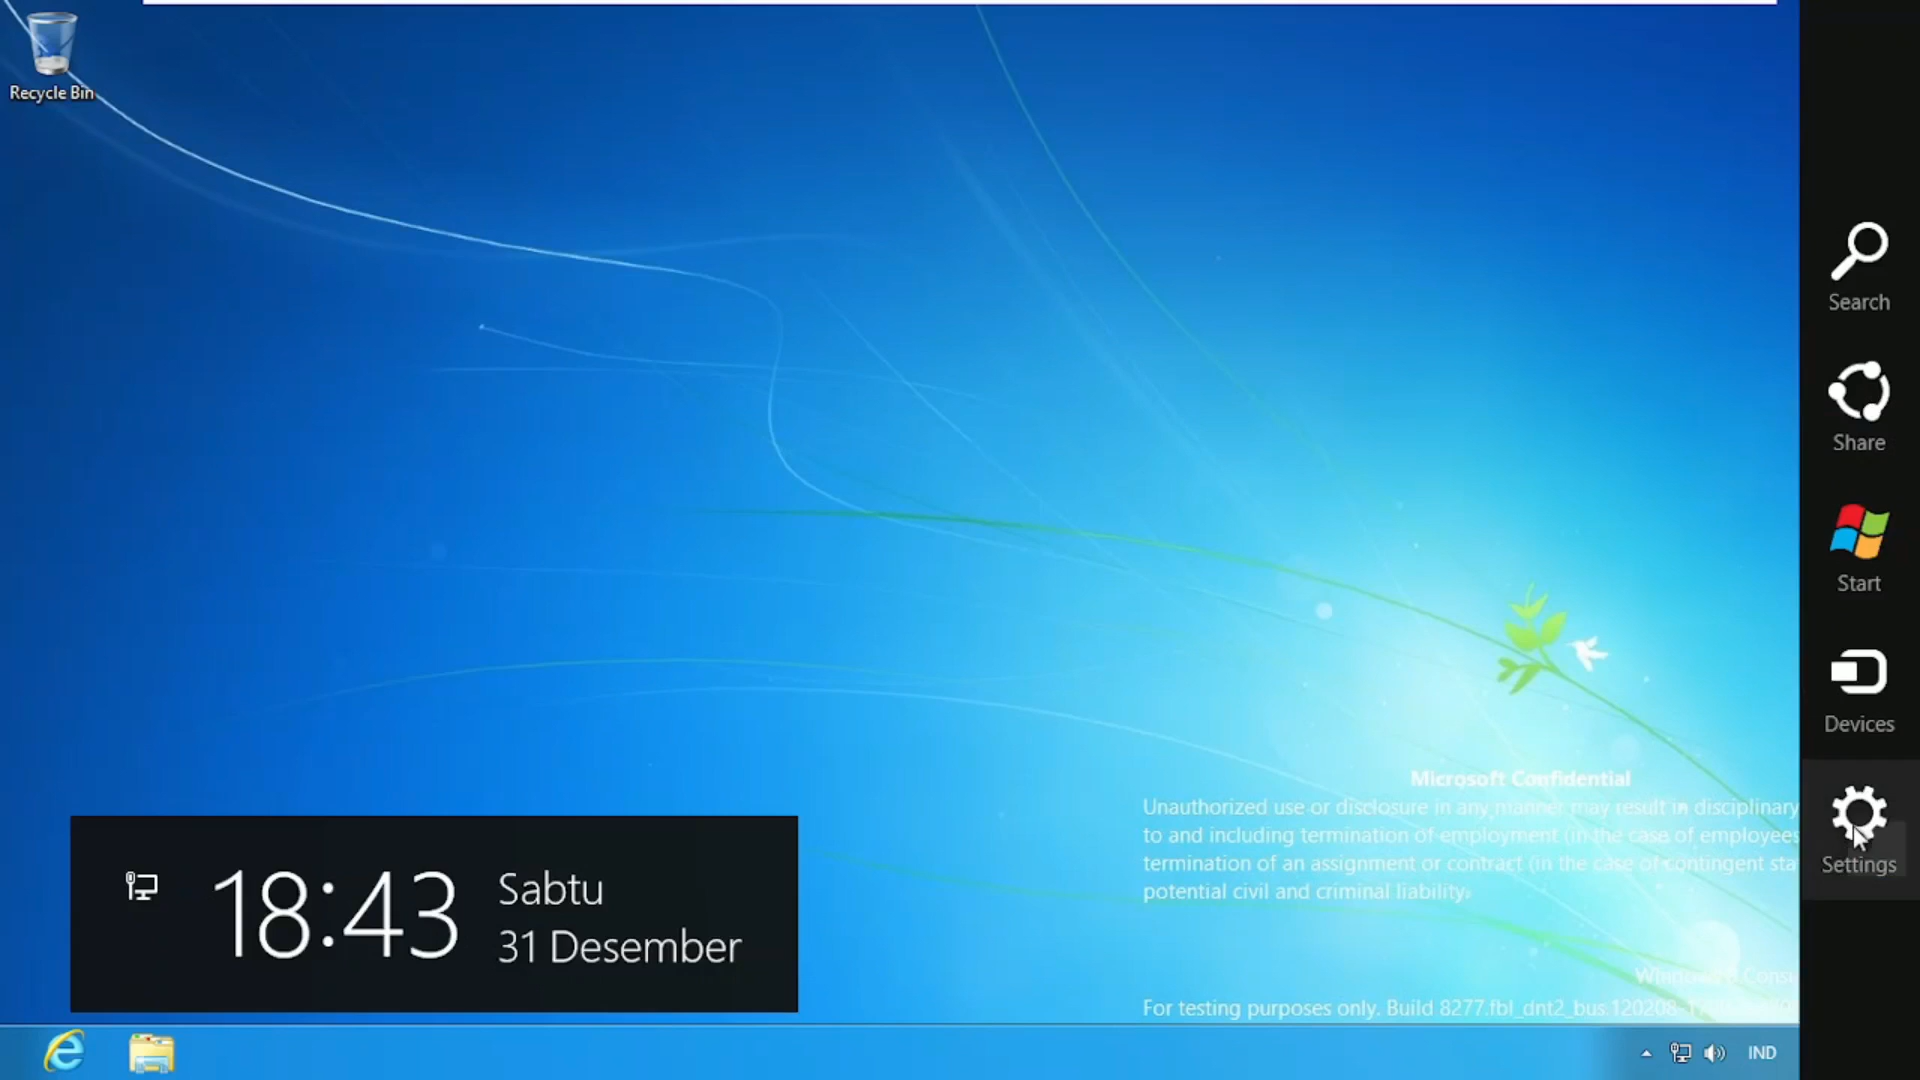 Recycle Bin
Search
Share
Start
Devices
Settings
Microsoft Confidential
Unauthorized use or disclosure in any manner may result in disciplinary
to and including termination of employment (in the case of employees
termination of an assignment or contract (in the case of contingent sta
potential civil and criminal liability.
18:43
Sabtu
31 Desember
Windows 8 Consu
For testing purposes only. Build 8277.fbl_dnt2_bus.120208-
IND